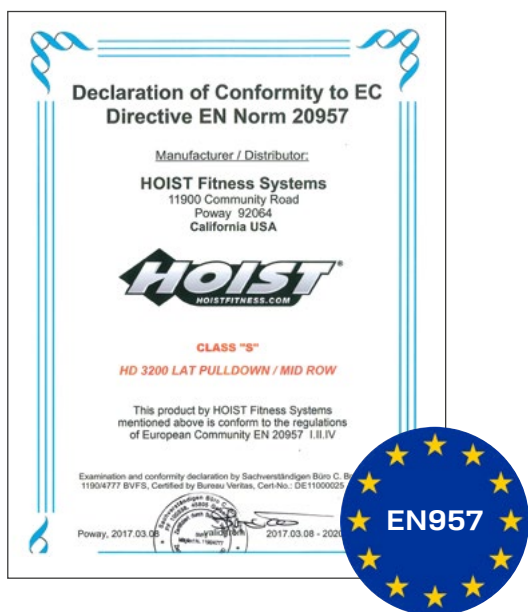 Declaration of Conformity to EC
Directive EN Norm 20957
Manufacturer / Distributor:
HOIST Fitness Systems
11900 Community Road
Poway 92064
California USA
HOIST®
HOISTFITNESS.COM
CLASS "S"
HD 3200 LAT PULLDOWN / MID ROW
This product by HOIST Fitness Systems
mentioned above is conform to the regulations
of European Community EN 20957 I.II.IV
Examination and conformity declaration by Sachverständigen Büro C.
1190/4777 BVFS, Certified by Bureau Veritas, Cert-No.: DE11000025
Poway, 2017.03.08
2017.03.08 -
EN957